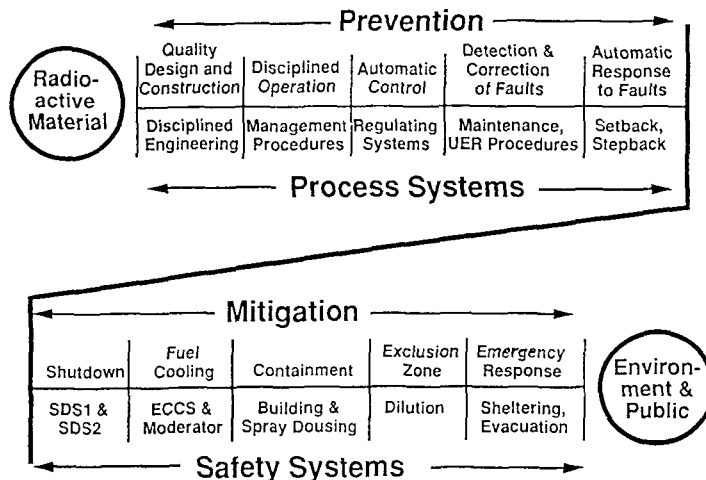 Prevention
Radio-
active
Material
Quality
Design and
Construction
Disciplined
Operation
Automatic
Control
Detection &
Correction
of Faults
Automatic
Response
to Faults
Disciplined
Engineering
Management
Procedures
Regulating
Systems
Maintenance,
UER Procedures
Setback,
Stepback
Process Systems
Mitigation
Shutdown
Fuel
Cooling
Containment
Exclusion
Zone
Emergency
Response
SDS1 &
SDS2
ECCS &
Moderator
Building &
Spray Dousing
Dilution
Sheltering,
Evacuation
Environ-
ment &
Public
Safety Systems